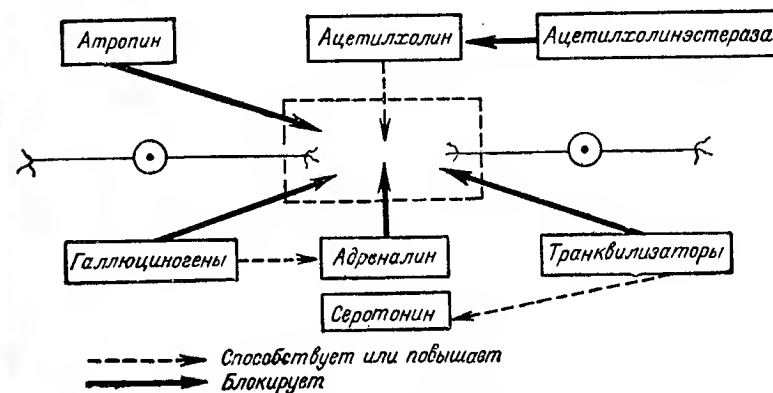 Атропин
Ацетилхолин
Ацетилхолинэстераза
Галлюциногены
Адреналин
Транквилизаторы
Серотонин
Способствует или повышает
Блокирует